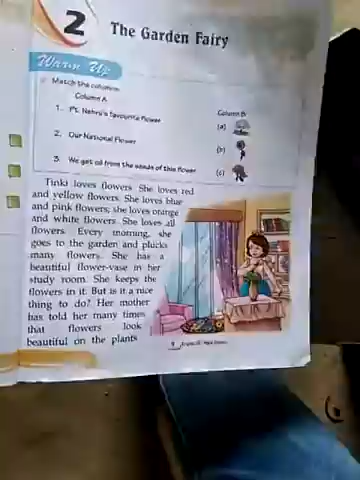 2
The Garden Fairy
Warm Up
Match the columns
Column A
Column B
1. Pt. Nehru's favourite flower
(a)
2. Our National Flower
(b)
3. We get oil from the seeds of this flower
(c)
Tinki loves flowers. She loves red
and yellow flowers. She loves blue
and pink flowers; she loves orange
and white flowers. She loves all
flowers. Every morning, she
goes to the garden and plucks
many flowers. She has a
beautiful flower-vase in her
study room. She keeps the
flowers in it. But is it a nice
thing to do? Her mother
has told her many times
that flowers look
beautiful on the plants
9